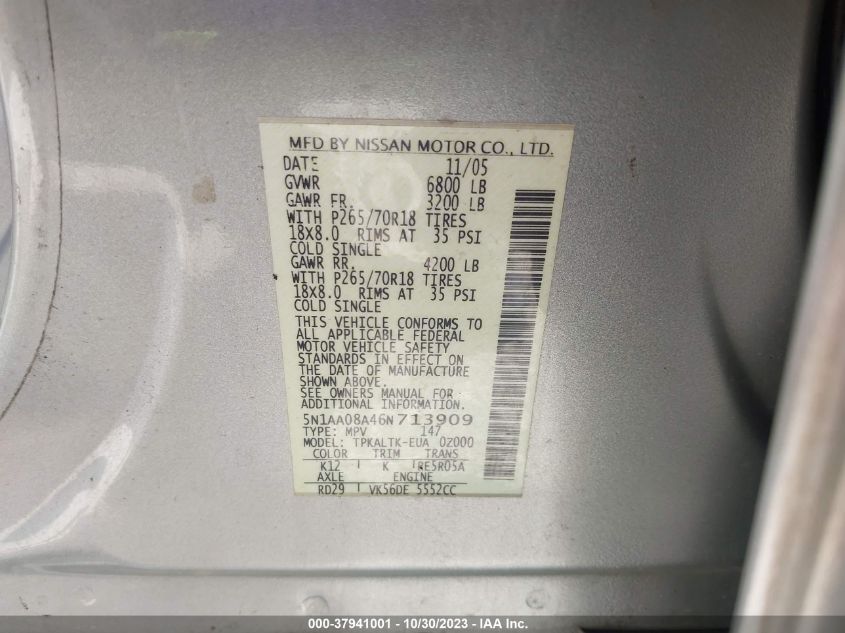 MFD BY NISSAN MOTOR CO., LTD.
DATE 11/05
GVWR 6800 LB
GAWR FR. 3200 LB
WITH P265/70R18 TIRES
18X8.0 RIMS AT 35 PSI
COLD SINGLE
GAWR RR. 4200 LB
WITH P265/70R18 TIRES
18X8.0 RIMS AT 35 PSI
COLD SINGLE
THIS VEHICLE CONFORMS TO
ALL APPLICABLE FEDERAL
MOTOR VEHICLE SAFETY
STANDARDS IN EFFECT ON
THE DATE OF MANUFACTURE
SHOWN ABOVE.
SEE OWNERS MANUAL FOR
ADDITIONAL INFORMATION.
5N1AA08A46N713909
TYPE: MPV 147
MODEL: TPKALTK-EUA 0Z000
COLOR TRIM TRANS
K12 K RE5R05A
AXLE ENGINE
RD29 VK56DE 5552CC
000-37941001 - 10/30/2023 - IAA Inc.